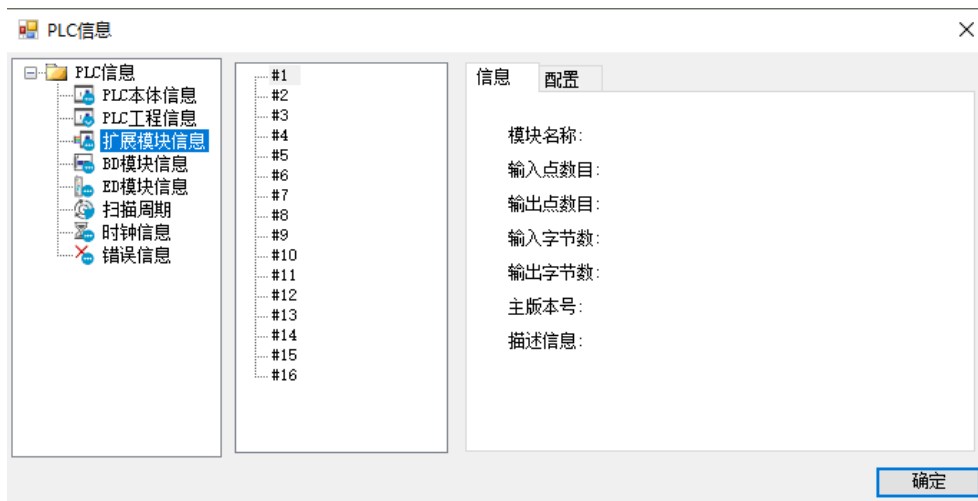 PLC信息
PLC信息
PLC本体信息
PLC工程信息
扩展模块信息
BD模块信息
ED模块信息
扫描周期
时钟信息
错误信息
#1
#2
#3
#4
#5
#6
#7
#8
#9
#10
#11
#12
#13
#14
#15
#16
信息
配置
模块名称:
输入点数目:
输出点数目:
输入字节数:
输出字节数:
主版本号:
描述信息:
确定